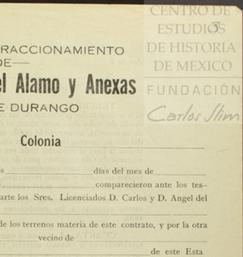 CENTRO DE
ESTUDIOS
DE HISTORIA
DE MEXICO
FUNDACIÓN
Carlos Slim
3
RACCIONAMIENTO
DE
el Alamo y Anexas
E DURANGO
Colonia
días del mes de
comparecieron ante los tes-
arte los Sres. Licenciados D. Carlos y D. Angel del
de los terrenos materia de este contrato, y por la otra
vecino de
de este Esta